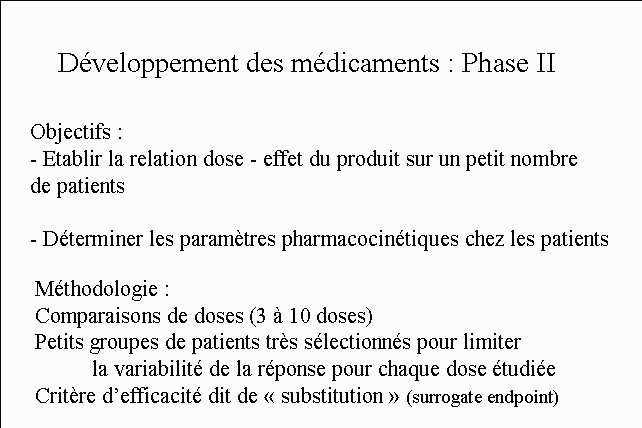 Développement des médicaments : Phase II
Objectifs :
- Etablir la relation dose - effet du produit sur un petit nombre
de patients
- Déterminer les paramètres pharmacocinétiques chez les patients
Méthodologie :
Comparaisons de doses (3 à 10 doses)
Petits groupes de patients très sélectionnés pour limiter
la variabilité de la réponse pour chaque dose étudiée
Critère d’efficacité dit de « substitution » (surrogate endpoint)